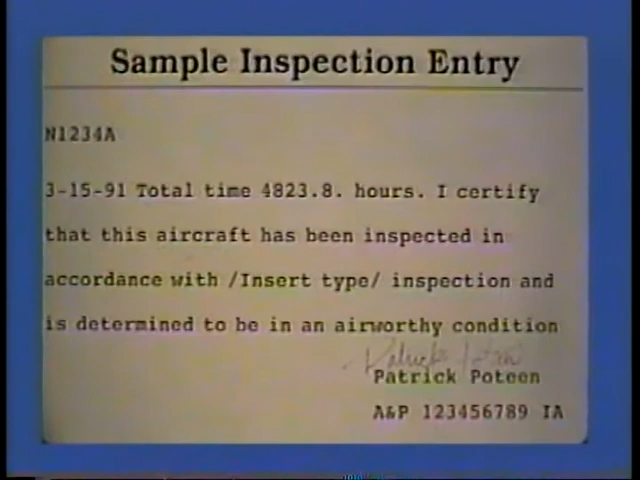 Sample Inspection Entry
N1234A
3-15-91 Total time 4823.8. hours. I certify
that this aircraft has been inspected in
accordance with /Insert type/ inspection and
is determined to be in an airworthy condition
Patrick Poteen
Patrick Poteen
A&P 123456789 IA